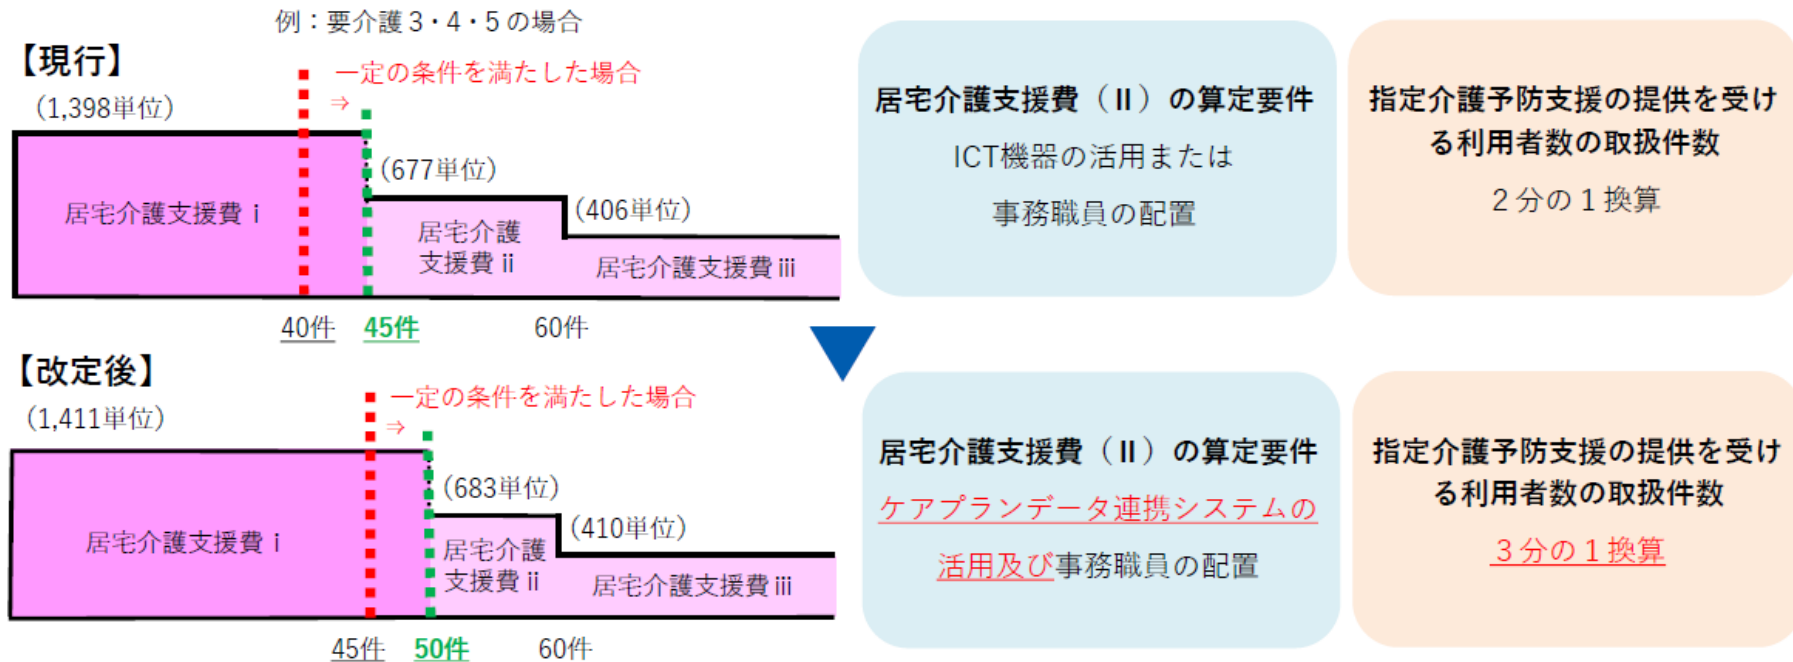 例：要介護3・4・5の場合
【現行】
一定の条件を満たした場合
（1,398単位）
⇒
（677単位）
（406単位）
居宅介護支援費 i
居宅介護
支援費 ii
居宅介護支援費 iii
40件
45件
60件
居宅介護支援費（II）の算定要件
ICT機器の活用または
事務職員の配置
指定介護予防支援の提供を受け
る利用者数の取扱件数
2分の1換算
【改定後】
一定の条件を満たした場合
（1,411単位）
⇒
（683単位）
（410単位）
居宅介護支援費 i
居宅介護
支援費 ii
居宅介護支援費 iii
45件
50件
60件
居宅介護支援費（II）の算定要件
ケアプランデータ連携システムの
活用及び事務職員の配置
指定介護予防支援の提供を受け
る利用者数の取扱件数
3分の1換算